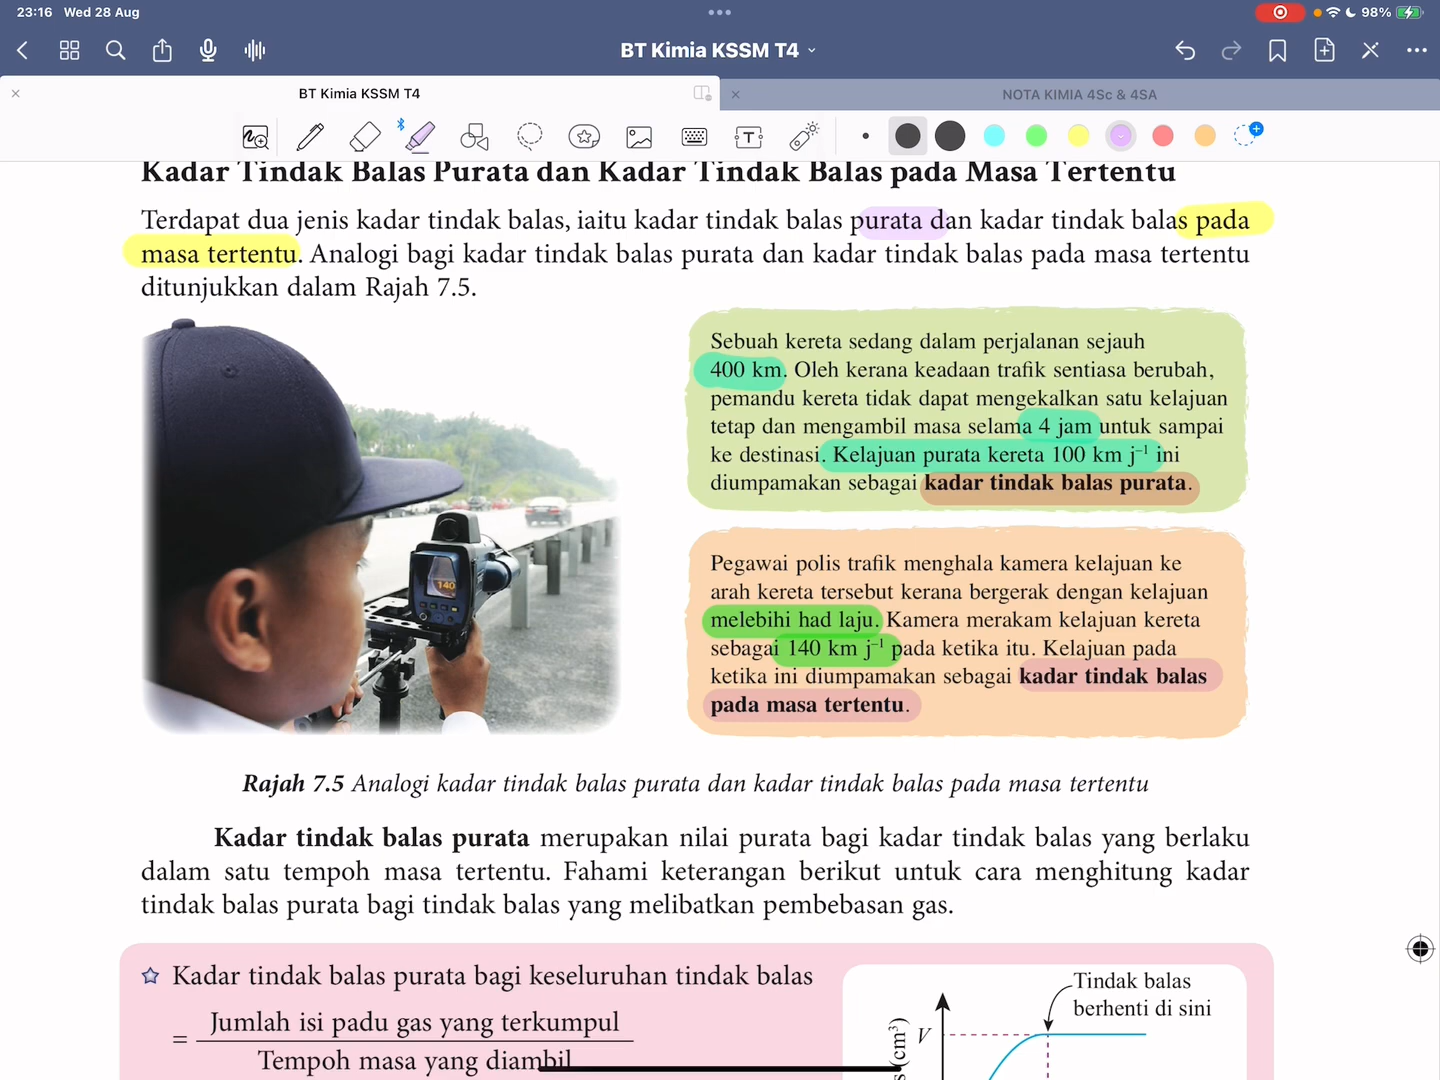 23:16 Wed 28 Aug
98%
BT Kimia KSSM T4
BT Kimia KSSM T4
NOTA KIMIA 4Sc & 4SA
Kadar Tindak Balas Purata dan Kadar Tindak Balas pada Masa Tertentu
Terdapat dua jenis kadar tindak balas, iaitu kadar tindak balas purata dan kadar tindak balas pada
masa tertentu. Analogi bagi kadar tindak balas purata dan kadar tindak balas pada masa tertentu
ditunjukkan dalam Rajah 7.5.
140
Sebuah kereta sedang dalam perjalanan sejauh
400 km. Oleh kerana keadaan trafik sentiasa berubah,
pemandu kereta tidak dapat mengekalkan satu kelajuan
tetap dan mengambil masa selama 4 jam untuk sampai
ke destinasi. Kelajuan purata kereta 100 km j⁻¹ ini
diumpamakan sebagai kadar tindak balas purata.
Pegawai polis trafik menghala kamera kelajuan ke
arah kereta tersebut kerana bergerak dengan kelajuan
melebihi had laju. Kamera merakam kelajuan kereta
sebagai 140 km j⁻¹ pada ketika itu. Kelajuan pada
ketika ini diumpamakan sebagai kadar tindak balas
pada masa tertentu.
Rajah 7.5 Analogi kadar tindak balas purata dan kadar tindak balas pada masa tertentu
Kadar tindak balas purata merupakan nilai purata bagi kadar tindak balas yang berlaku
dalam satu tempoh masa tertentu. Fahami keterangan berikut untuk cara menghitung kadar
tindak balas purata bagi tindak balas yang melibatkan pembebasan gas.
Kadar tindak balas purata bagi keseluruhan tindak balas
= Jumlah isi padu gas yang terkumpul
Tempoh masa yang diambil
Tindak balas
berhenti di sini
V
s (cm³)